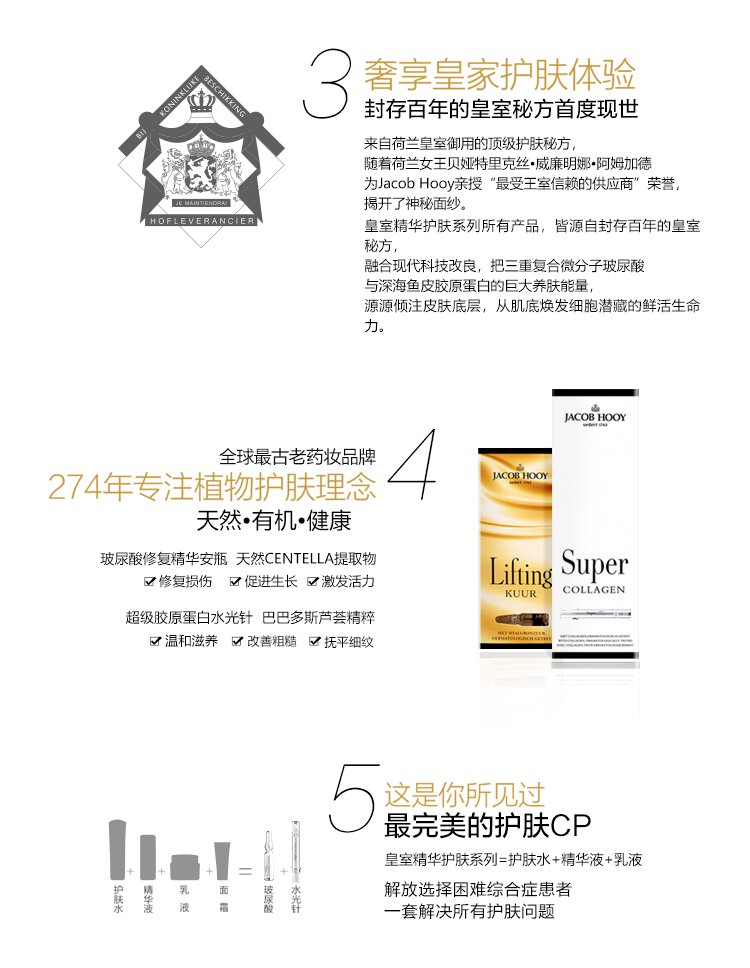 BIJ KONINKLIJKE BESCHIKKING
JE MAINTIENDRAI
HOFLEVERANCIER
3
奢享皇家护肤体验
封存百年的皇室秘方首度现世
来自荷兰皇室御用的顶级护肤秘方，
随着荷兰女王贝娅特里克丝•威廉明娜•阿姆加德
为Jacob Hooy亲授“最受王室信赖的供应商”荣誉，
揭开了神秘面纱。
皇室精华护肤系列所有产品，皆源自封存百年的皇室
秘方，
融合现代科技改良，把三重复合微分子玻尿酸
与深海鱼皮胶原蛋白的巨大养肤能量，
源源倾注皮肤底层，从肌底焕发细胞潜藏的鲜活生命
力。
4
全球最古老药妆品牌
274年专注植物护肤理念
天然•有机•健康
玻尿酸修复精华安瓶 天然CENTELLA提取物
修复损伤 促进生长 激发活力
超级胶原蛋白水光针 巴巴多斯芦荟精粹
温和滋养 改善粗糙 抚平细纹
JACOB HOOY
sedert 1743
Lifting
KUUR
MET HYALURONZUUR
DERMATOLOGISCH GETEST
JACOB HOOY
sedert 1743
Super
COLLAGEN
5
这是你所见过
最完美的护肤CP
皇室精华护肤系列=护肤水+精华液+乳液
解放选择困难综合症患者
一套解决所有护肤问题
+ + + = +
护肤水
精华液
乳液
面霜
玻尿酸
水光针